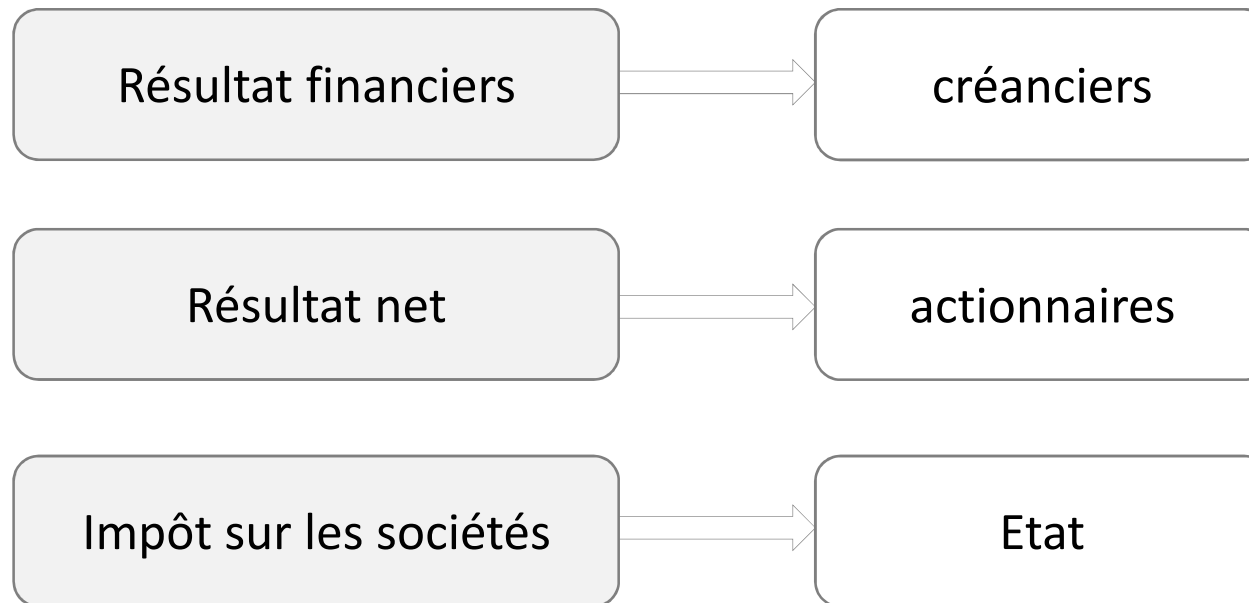 Résultat financiers
créanciers
Résultat net
actionnaires
Impôt sur les sociétés
Etat